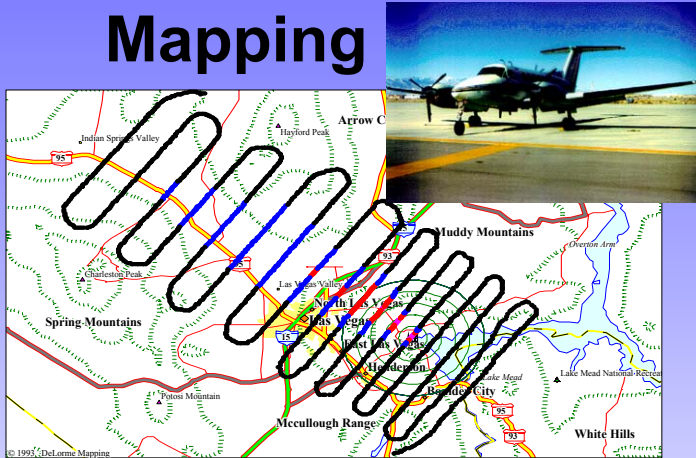 Mapping
Arrow C
Indian Springs Valley
Hayford Peak
95
Muddy Mountains
Overton Arm
93
95
Charleston Peak
Las Vegas Valley
North Las Vegas
Spring Mountains
Las Vegas
15
East Las Vegas
Henderson
Lake Mead
Lake Mead National Recreat
Boulder City
Potosi Mountain
95
Mccullough Range
93
White Hills
© 1993, DeLorme Mapping